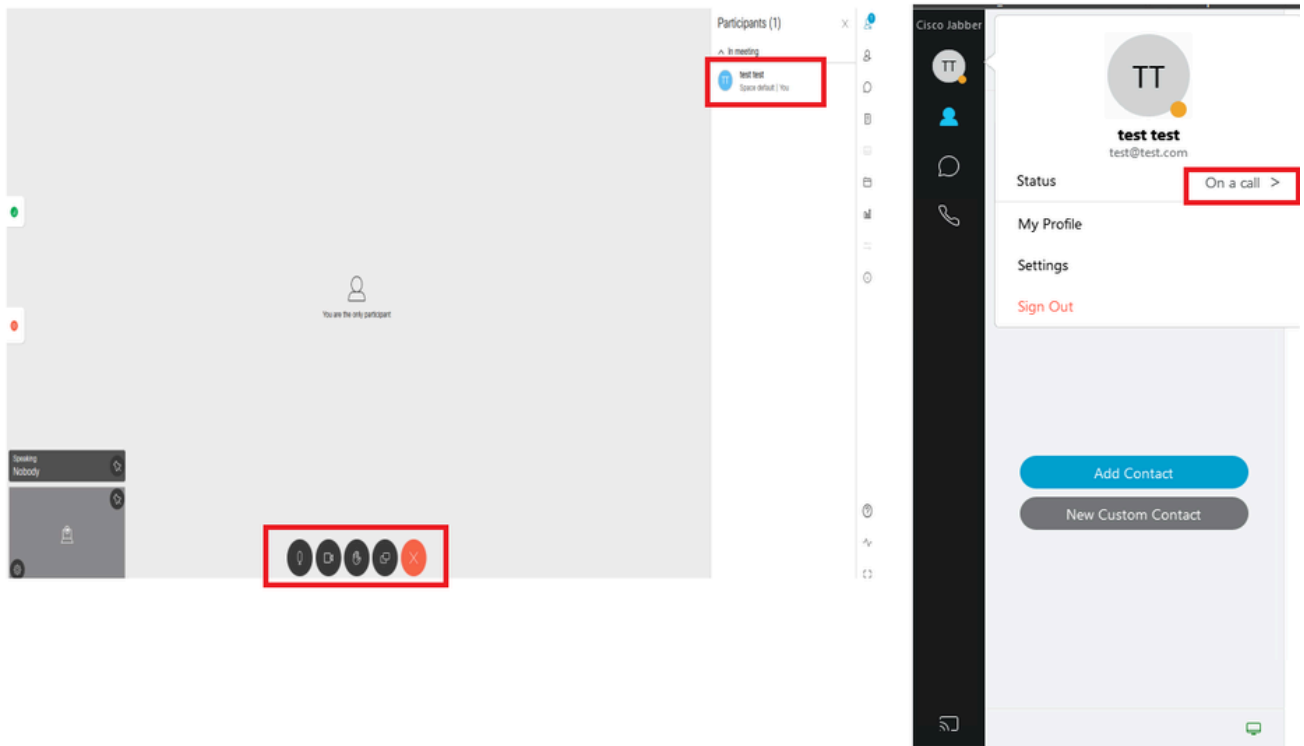 Participants (1)
In meeting
TT
test test
Space default | You
You are the only participant
Speaking
Nobody
Cisco Jabber
TT
TT
test test
test@test.com
Status
On a call >
My Profile
Settings
Sign Out
Add Contact
New Custom Contact